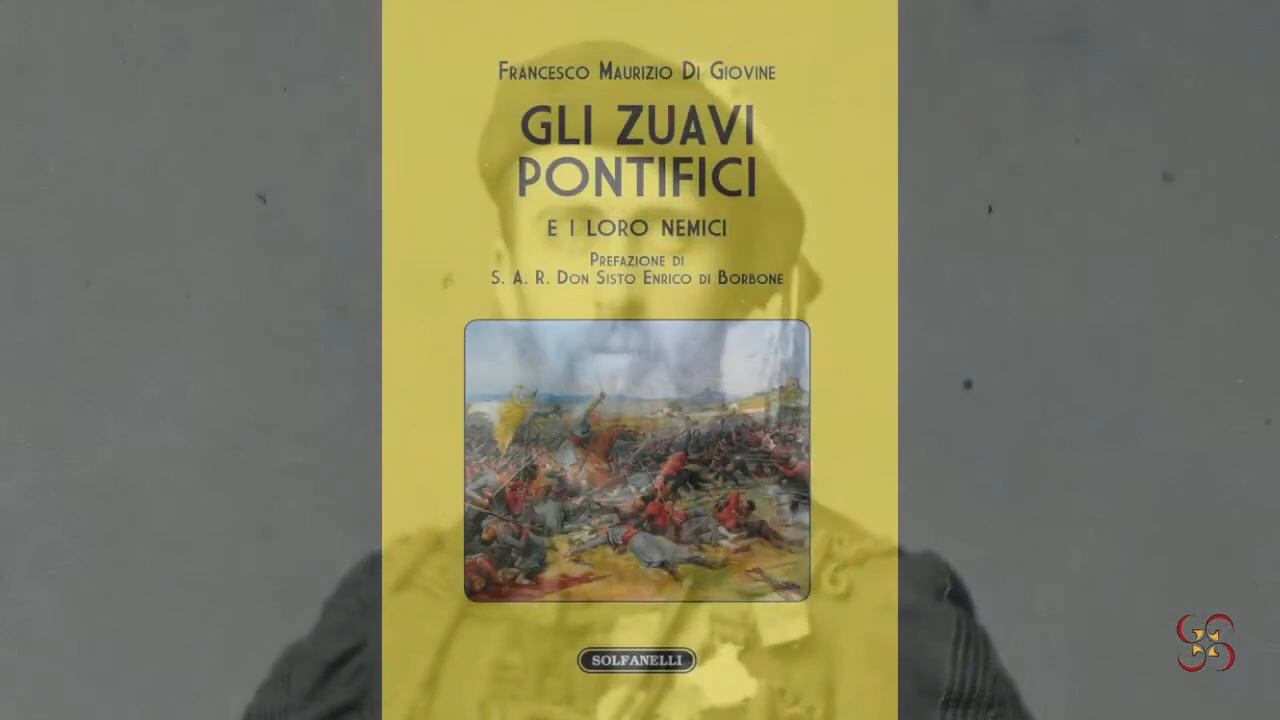 Francesco Maurizio Di Giovine
GLI ZUAVI
PONTIFICI
E I LORO NEMICI
Prefazione di
S. A. R. Don Sisto Enrico di Borbone
SOLFANELLI